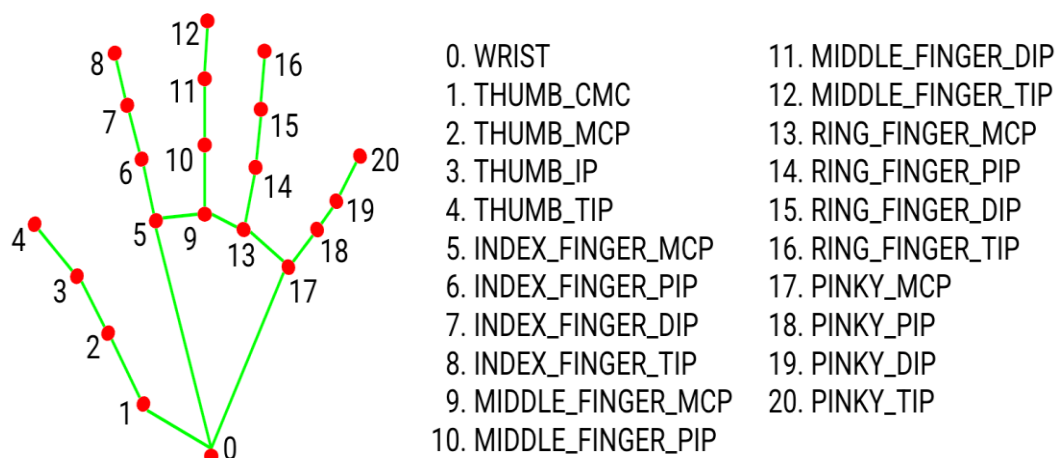 12
8
16
11
7
15
10
6
14
20
19
4
5
9
13
18
3
17
2
1
0
0. WRIST
1. THUMB_CMC
2. THUMB_MCP
3. THUMB_IP
4. THUMB_TIP
5. INDEX_FINGER_MCP
6. INDEX_FINGER_PIP
7. INDEX_FINGER_DIP
8. INDEX_FINGER_TIP
9. MIDDLE_FINGER_MCP
10. MIDDLE_FINGER_PIP
11. MIDDLE_FINGER_DIP
12. MIDDLE_FINGER_TIP
13. RING_FINGER_MCP
14. RING_FINGER_PIP
15. RING_FINGER_DIP
16. RING_FINGER_TIP
17. PINKY_MCP
18. PINKY_PIP
19. PINKY_DIP
20. PINKY_TIP